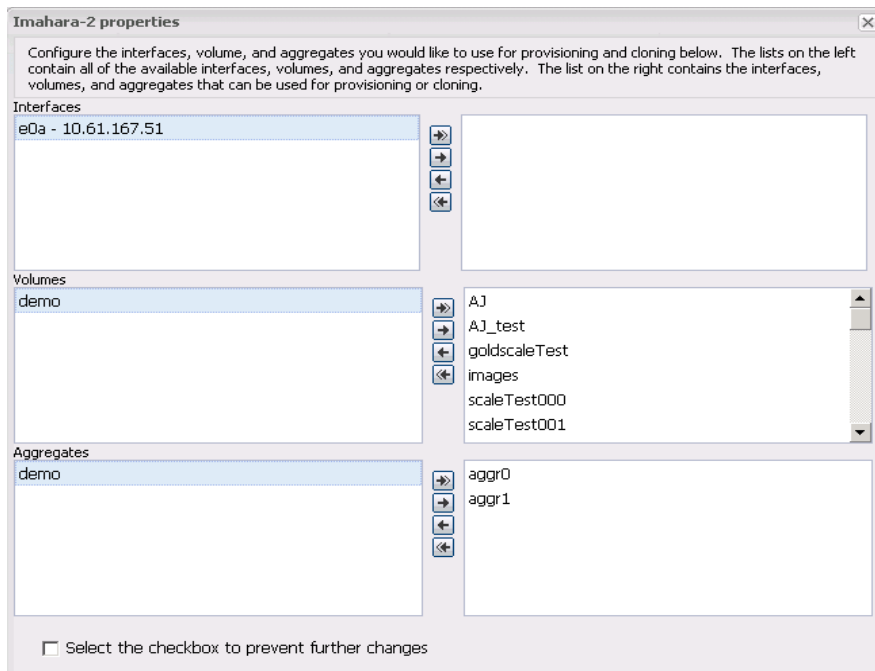 Imahara-2 properties
Configure the interfaces, volume, and aggregates you would like to use for provisioning and cloning below. The lists on the left
contain all of the available interfaces, volumes, and aggregates respectively. The list on the right contains the interfaces,
volumes, and aggregates that can be used for provisioning or cloning.
Interfaces
e0a - 10.61.167.51
Volumes
demo
AJ
AJ_test
goldscaleTest
images
scaleTest000
scaleTest001
Aggregates
demo
aggr0
aggr1
Select the checkbox to prevent further changes